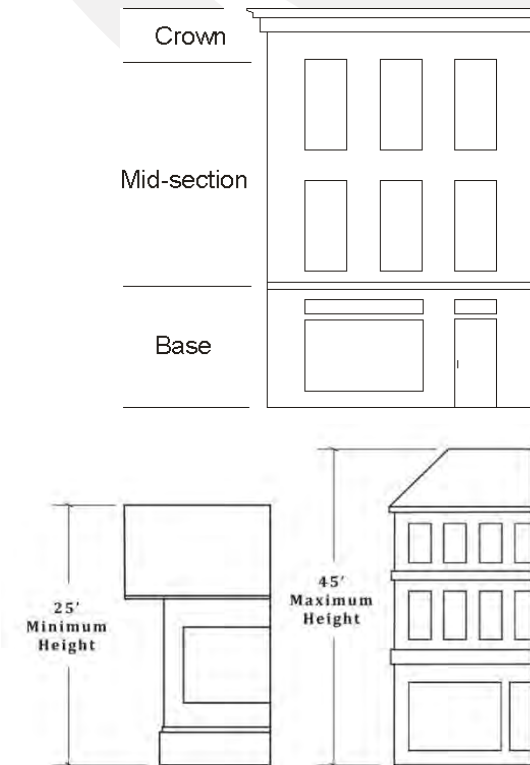 Crown
Mid-section
Base
25'
Minimum
Height
45'
Maximum
Height